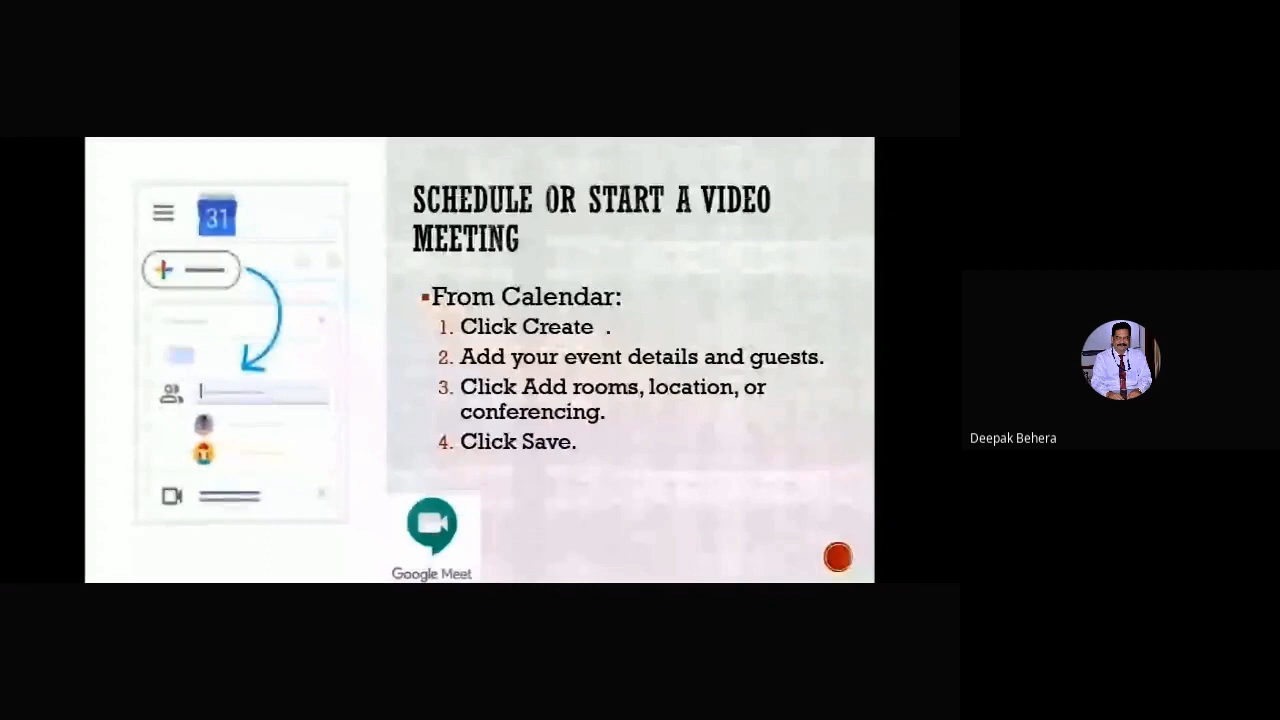 31
SCHEDULE OR START A VIDEO
MEETING
▪From Calendar:
1. Click Create .
2. Add your event details and guests.
3. Click Add rooms, location, or
conferencing.
4. Click Save.
Google Meet
Deepak Behera